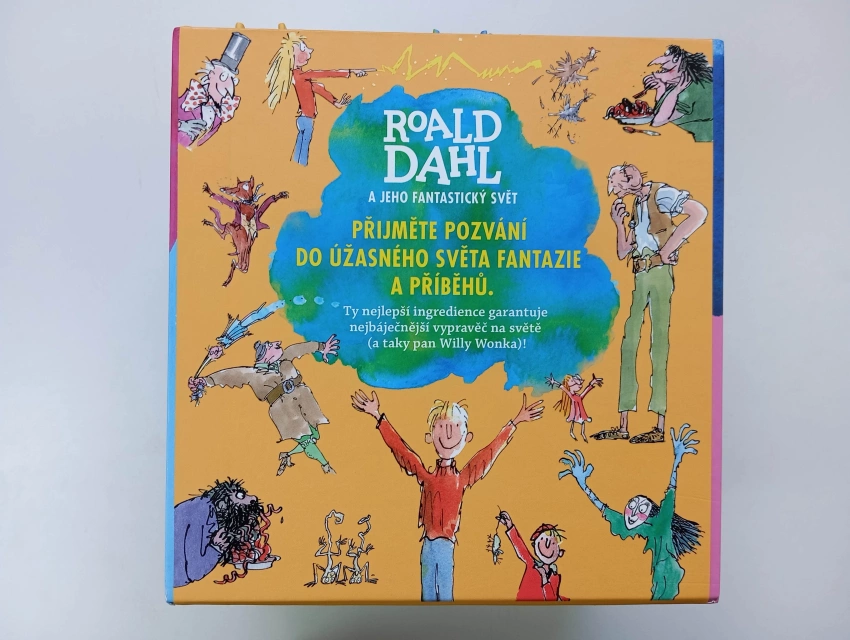 ROALD
DAHL
A JEHO FANTASTICKÝ SVĚT
PŘIJMĚTE POZVÁNÍ
DO ÚŽASNÉHO SVĚTA FANTAZIE
A PŘÍBĚHŮ.
Ty nejlepší ingredience garantuje
nejbáječnější vypravěč na světě
(a taky pan Willy Wonka)!